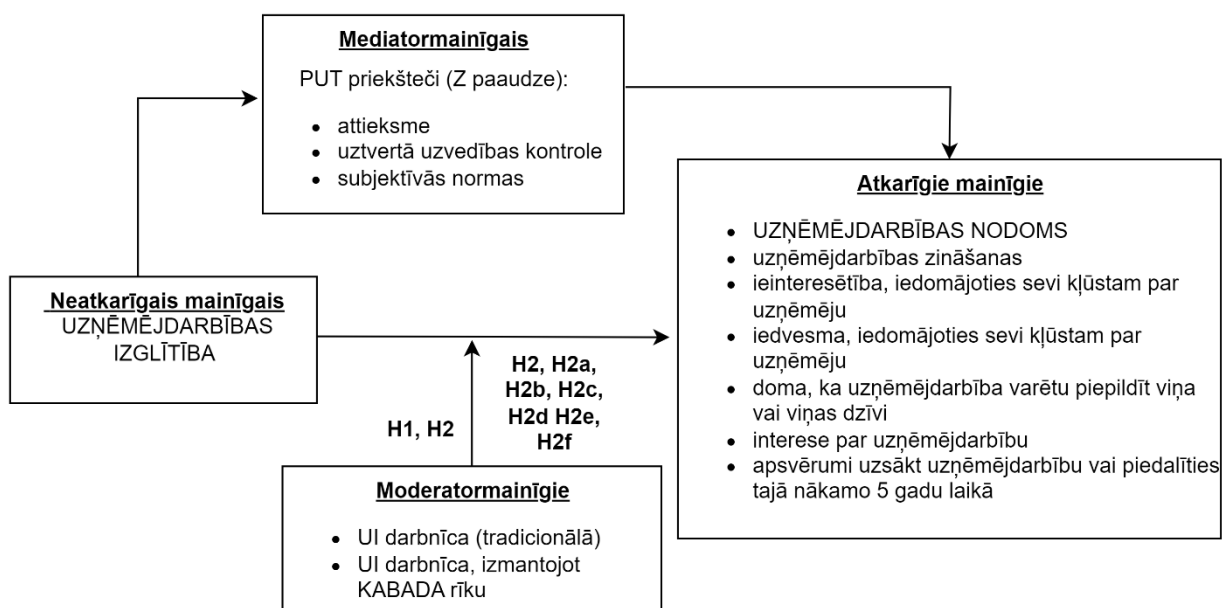 Mediatormainīgais
PUT priekšteči (Z paaudze):
• attieksme
• uztvertā uzvedības kontrole
• subjektīvās normas
Atkarīgie mainīgie
• UZŅĒMĒJDARBĪBAS NODOMS
• uzņēmējdarbības zināšanas
• ieinteresētība, iedomājoties sevi kļūstam par
uzņēmēju
• iedvesma, iedomājoties sevi kļūstam par
uzņēmēju
• doma, ka uzņēmējdarbība varētu piepildīt viņa
vai viņas dzīvi
• interese par uzņēmējdarbību
• apsvērumi uzsākt uzņēmējdarbību vai piedalīties
tajā nākamo 5 gadu laikā
Neatkarīgais mainīgais
UZŅĒMĒJDARBĪBAS
IZGLĪTĪBA
H1, H2
H2, H2a,
H2b, H2c,
H2d H2e,
H2f
Moderatormainīgie
• UI darbnīca (tradicionālā)
• UI darbnīca, izmantojot
KABADA rīku